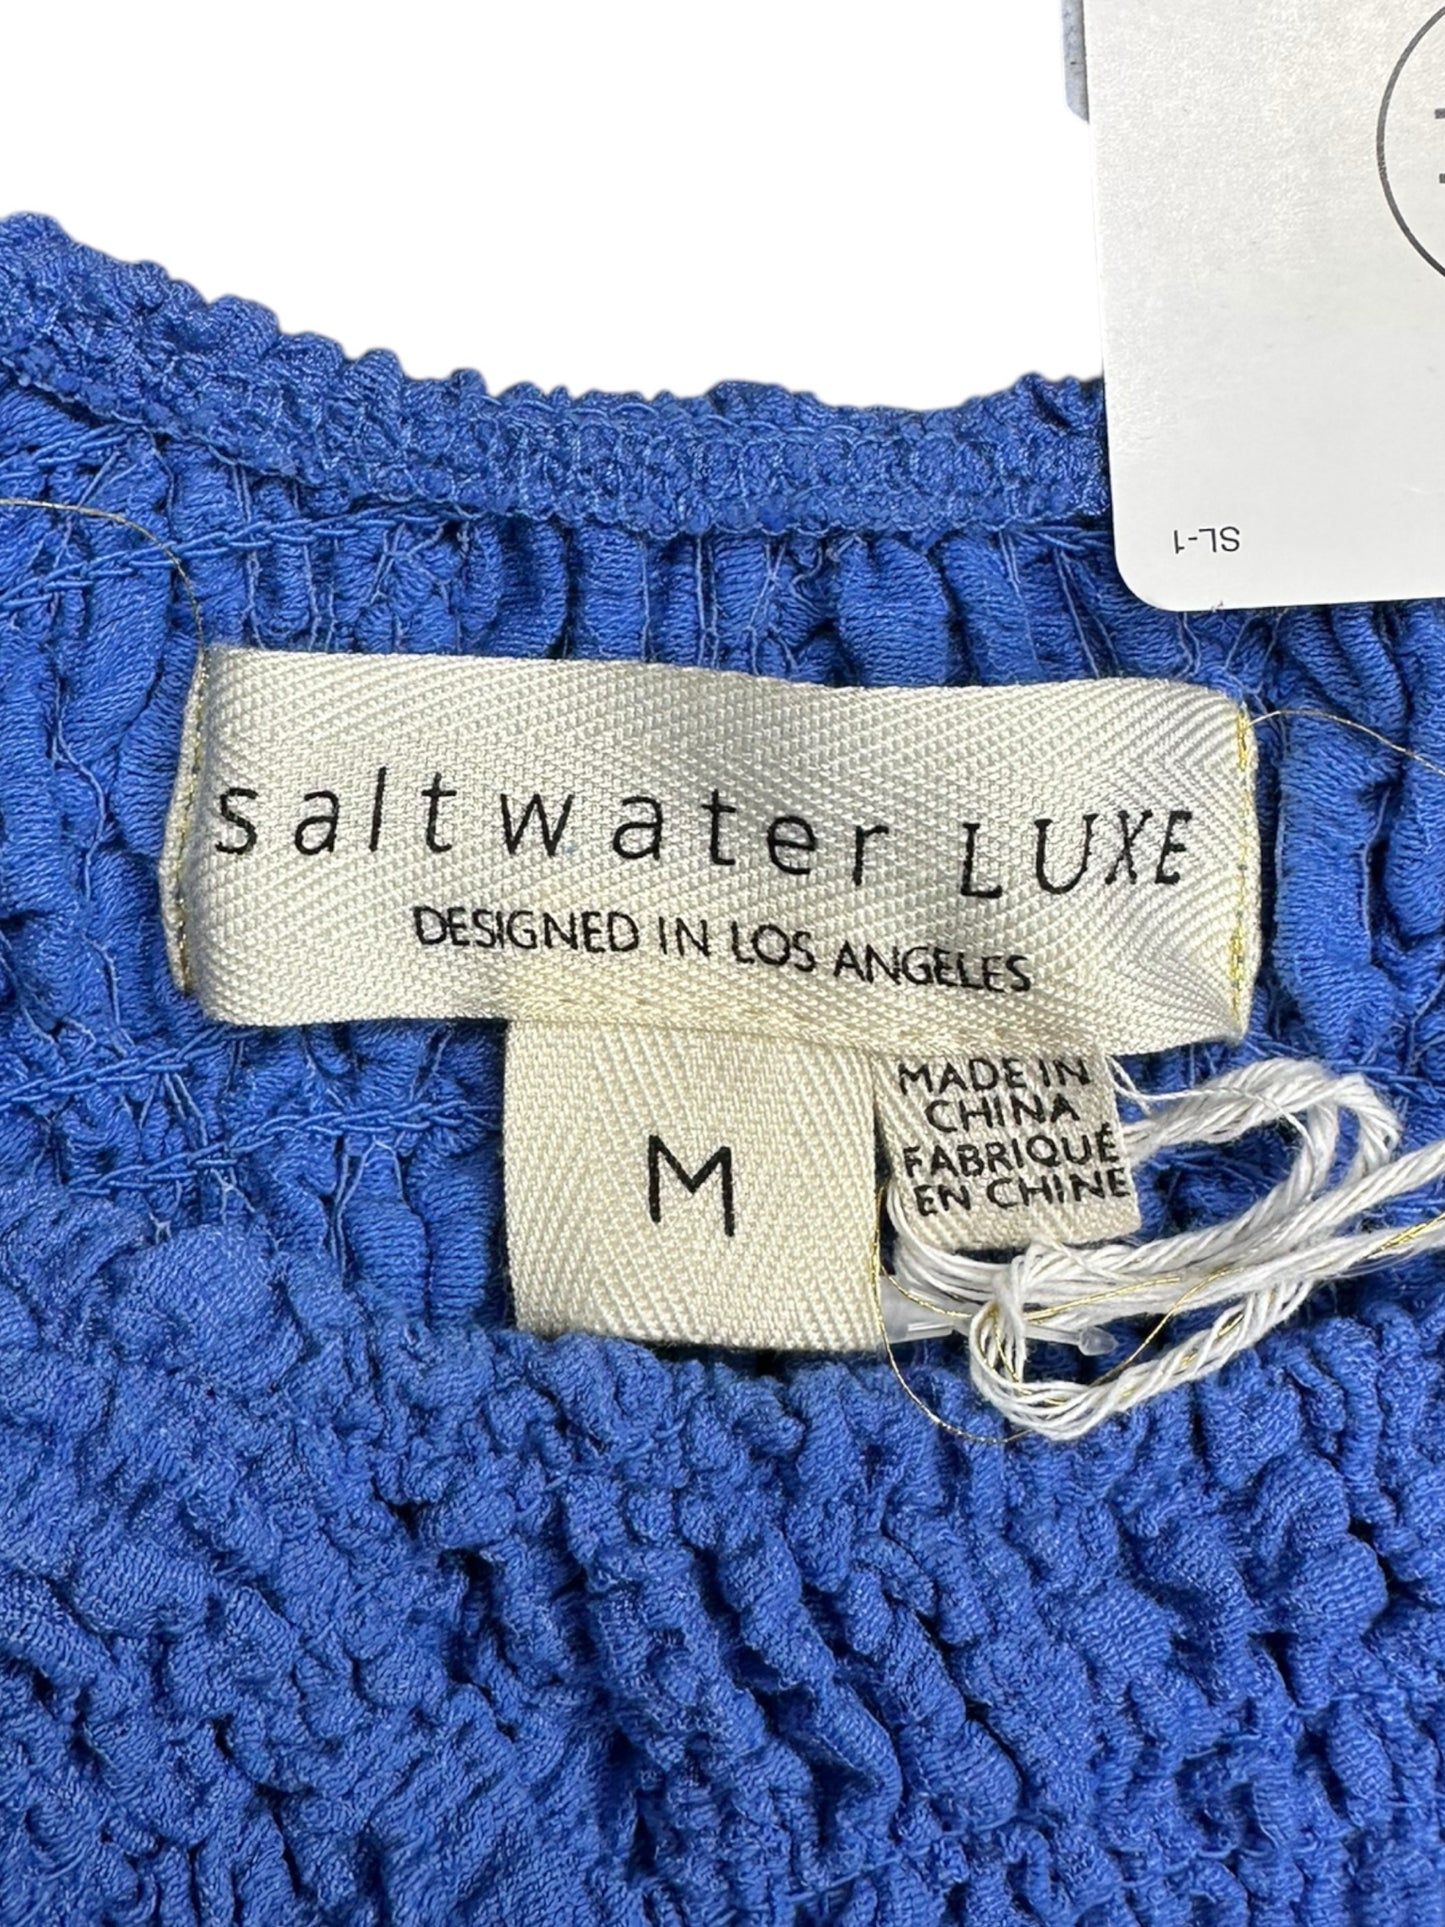 SL-1
saltwater LUXE
DESIGNED IN LOS ANGELES
M
MADE IN
CHINA
FABRIQUÉ
EN CHINE